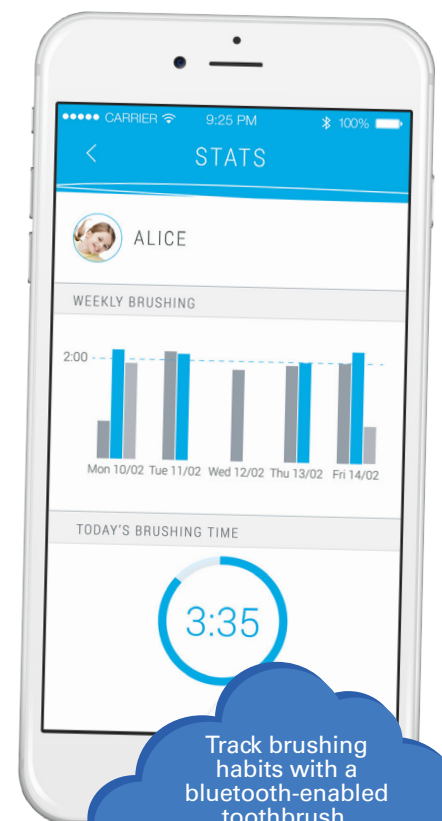 CARRIER 9:25 PM 100%
STATS
ALICE
WEEKLY BRUSHING
2:00
Mon 10/02 Tue 11/02 Wed 12/02 Thu 13/02 Fri 14/02
TODAY'S BRUSHING TIME
3:35
Track brushing
habits with a
bluetooth-enabled
toothbrush